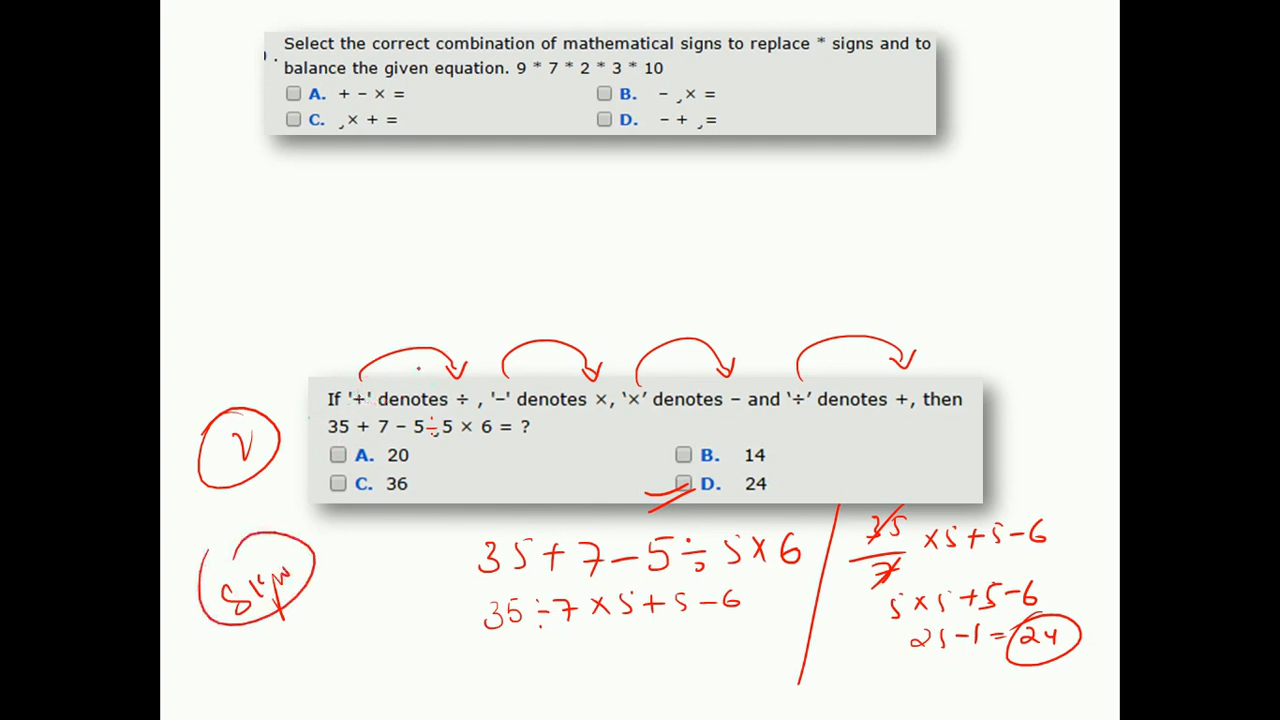 Select the correct combination of mathematical signs to replace * signs and to
balance the given equation. 9 * 7 * 2 * 3 * 10
A. + − × =
B. − ¸× =
C. ¸× + =
D. − + ¸=
If '+' denotes ÷ , '–' denotes ×, '×' denotes − and '÷' denotes +, then
35 + 7 − 5÷5 × 6 = ?
A. 20
B. 14
C. 36
D. 24
Sign
35+7−5÷5×6
35÷7×5+5−6
35/7 ×5+5−6
5×5+5−6
25−1=24